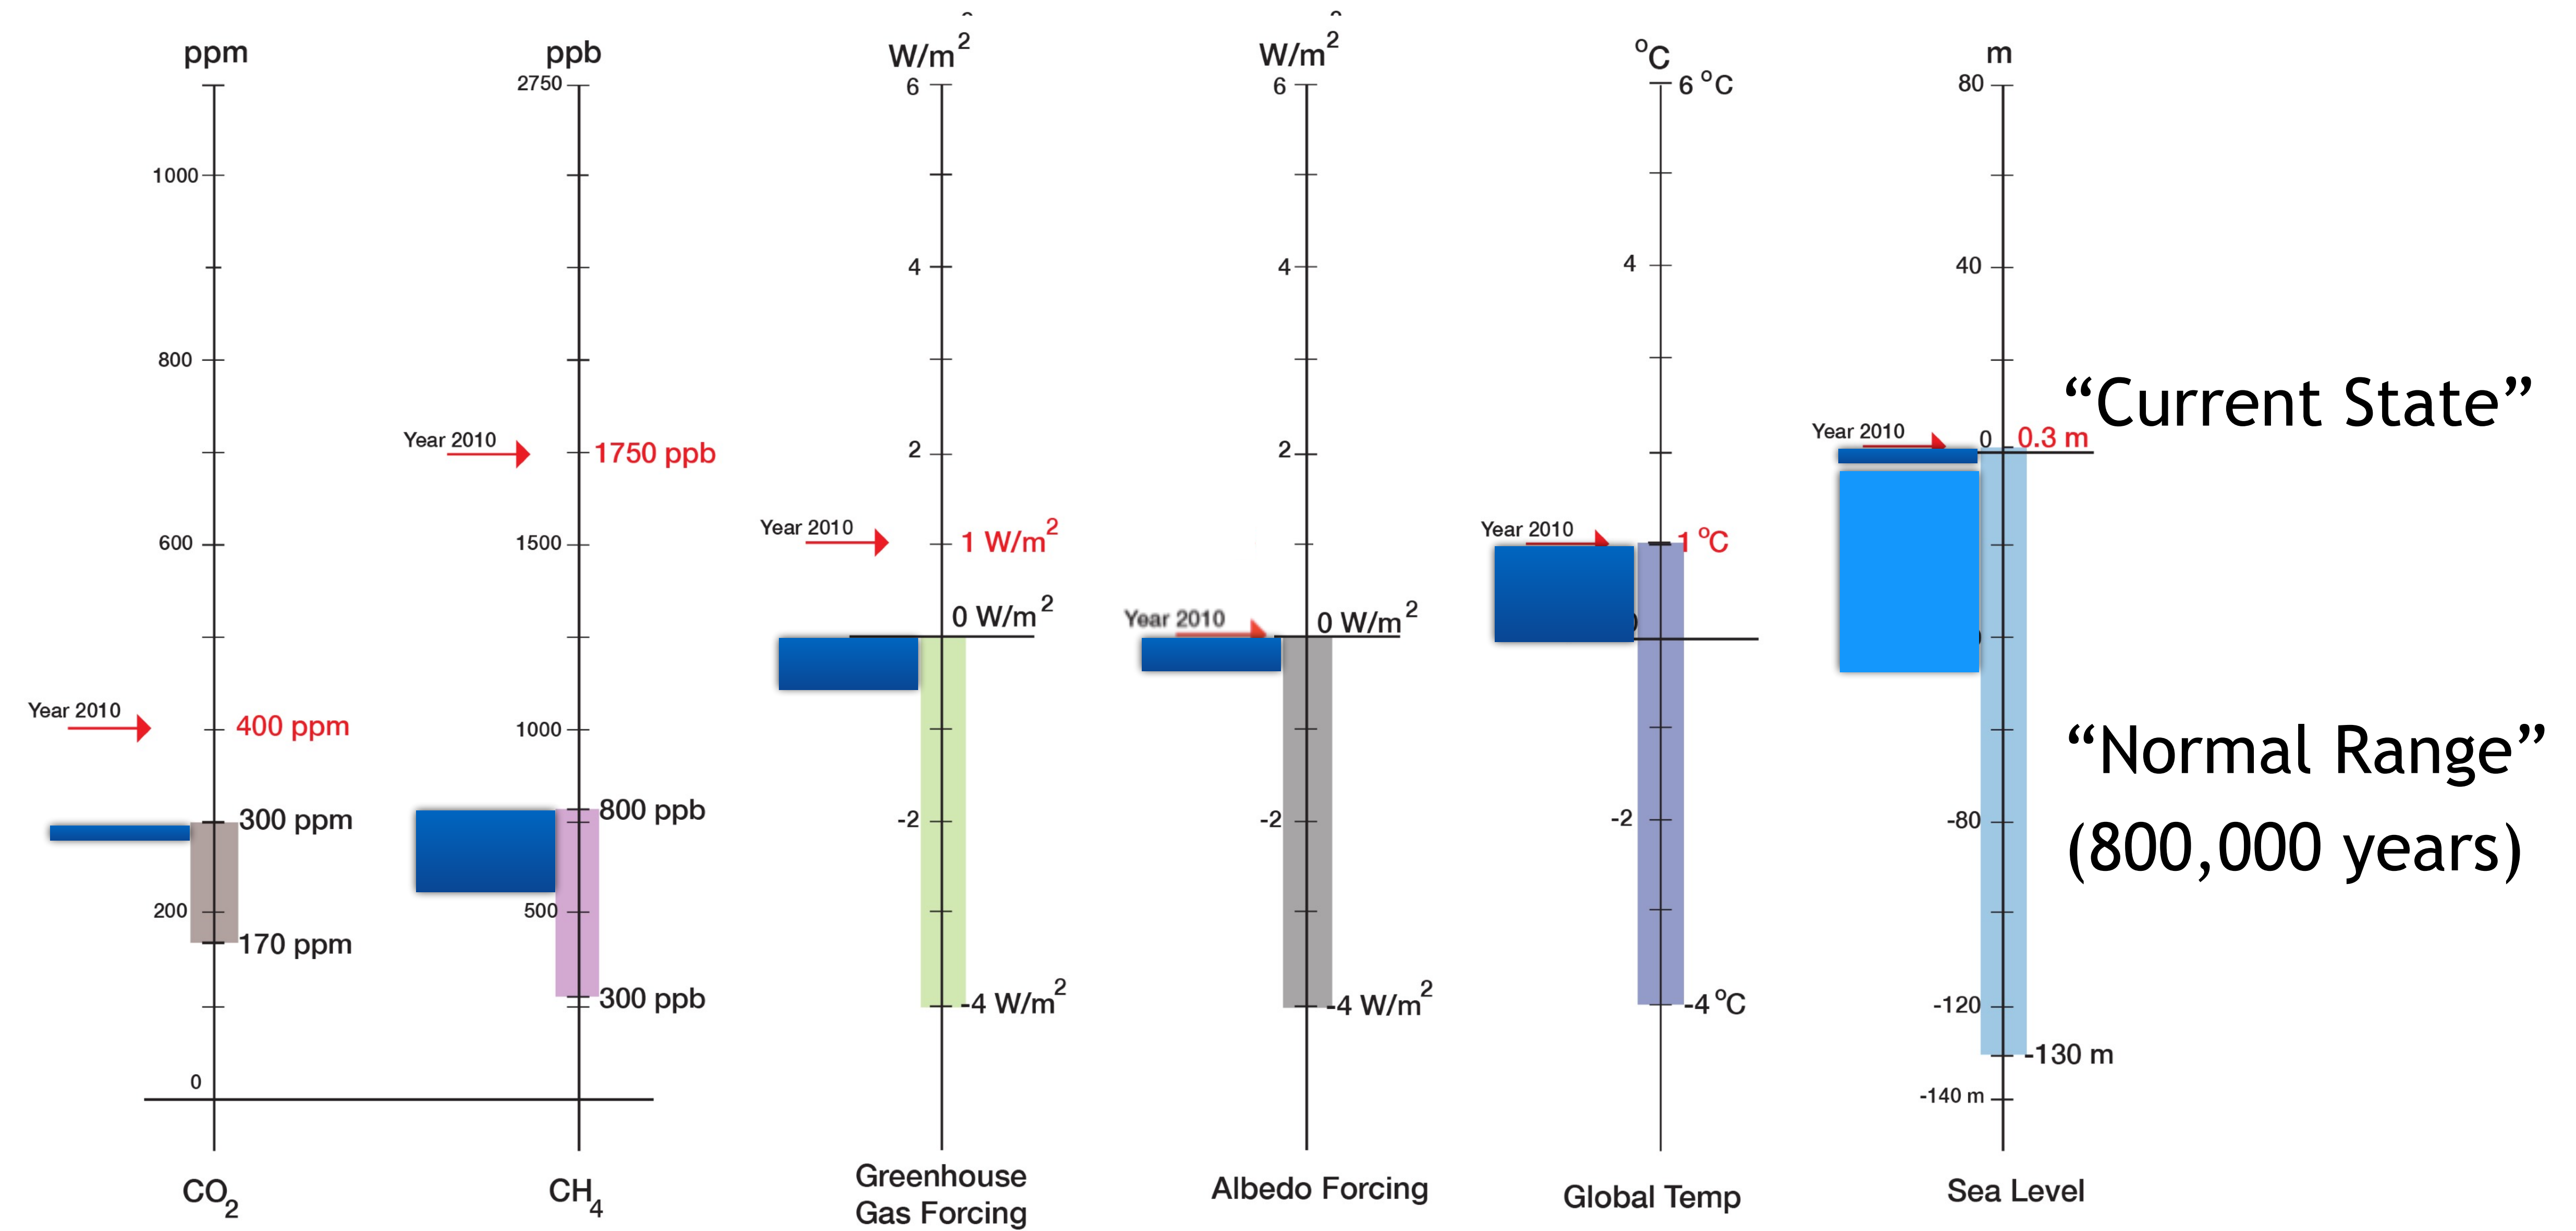 ppm
1000
800
600
Year 2010
400 ppm
300 ppm
200
170 ppm
0
CO2
ppb
2750
Year 2010
1750 ppb
1500
1000
800 ppb
500
300 ppb
CH4
W/m2
6
4
2
Year 2010
1 W/m2
0 W/m2
-2
-4 W/m2
Greenhouse
Gas Forcing
W/m2
6
4
2
Year 2010
0 W/m2
-2
-4 W/m2
Albedo Forcing
oC
6 oC
4
Year 2010
1 oC
-2
-4 oC
Global Temp
m
80
40
Year 2010
0
0.3 m
-80
-120
-130 m
-140 m
Sea Level
“Current State”
“Normal Range”
(800,000 years)